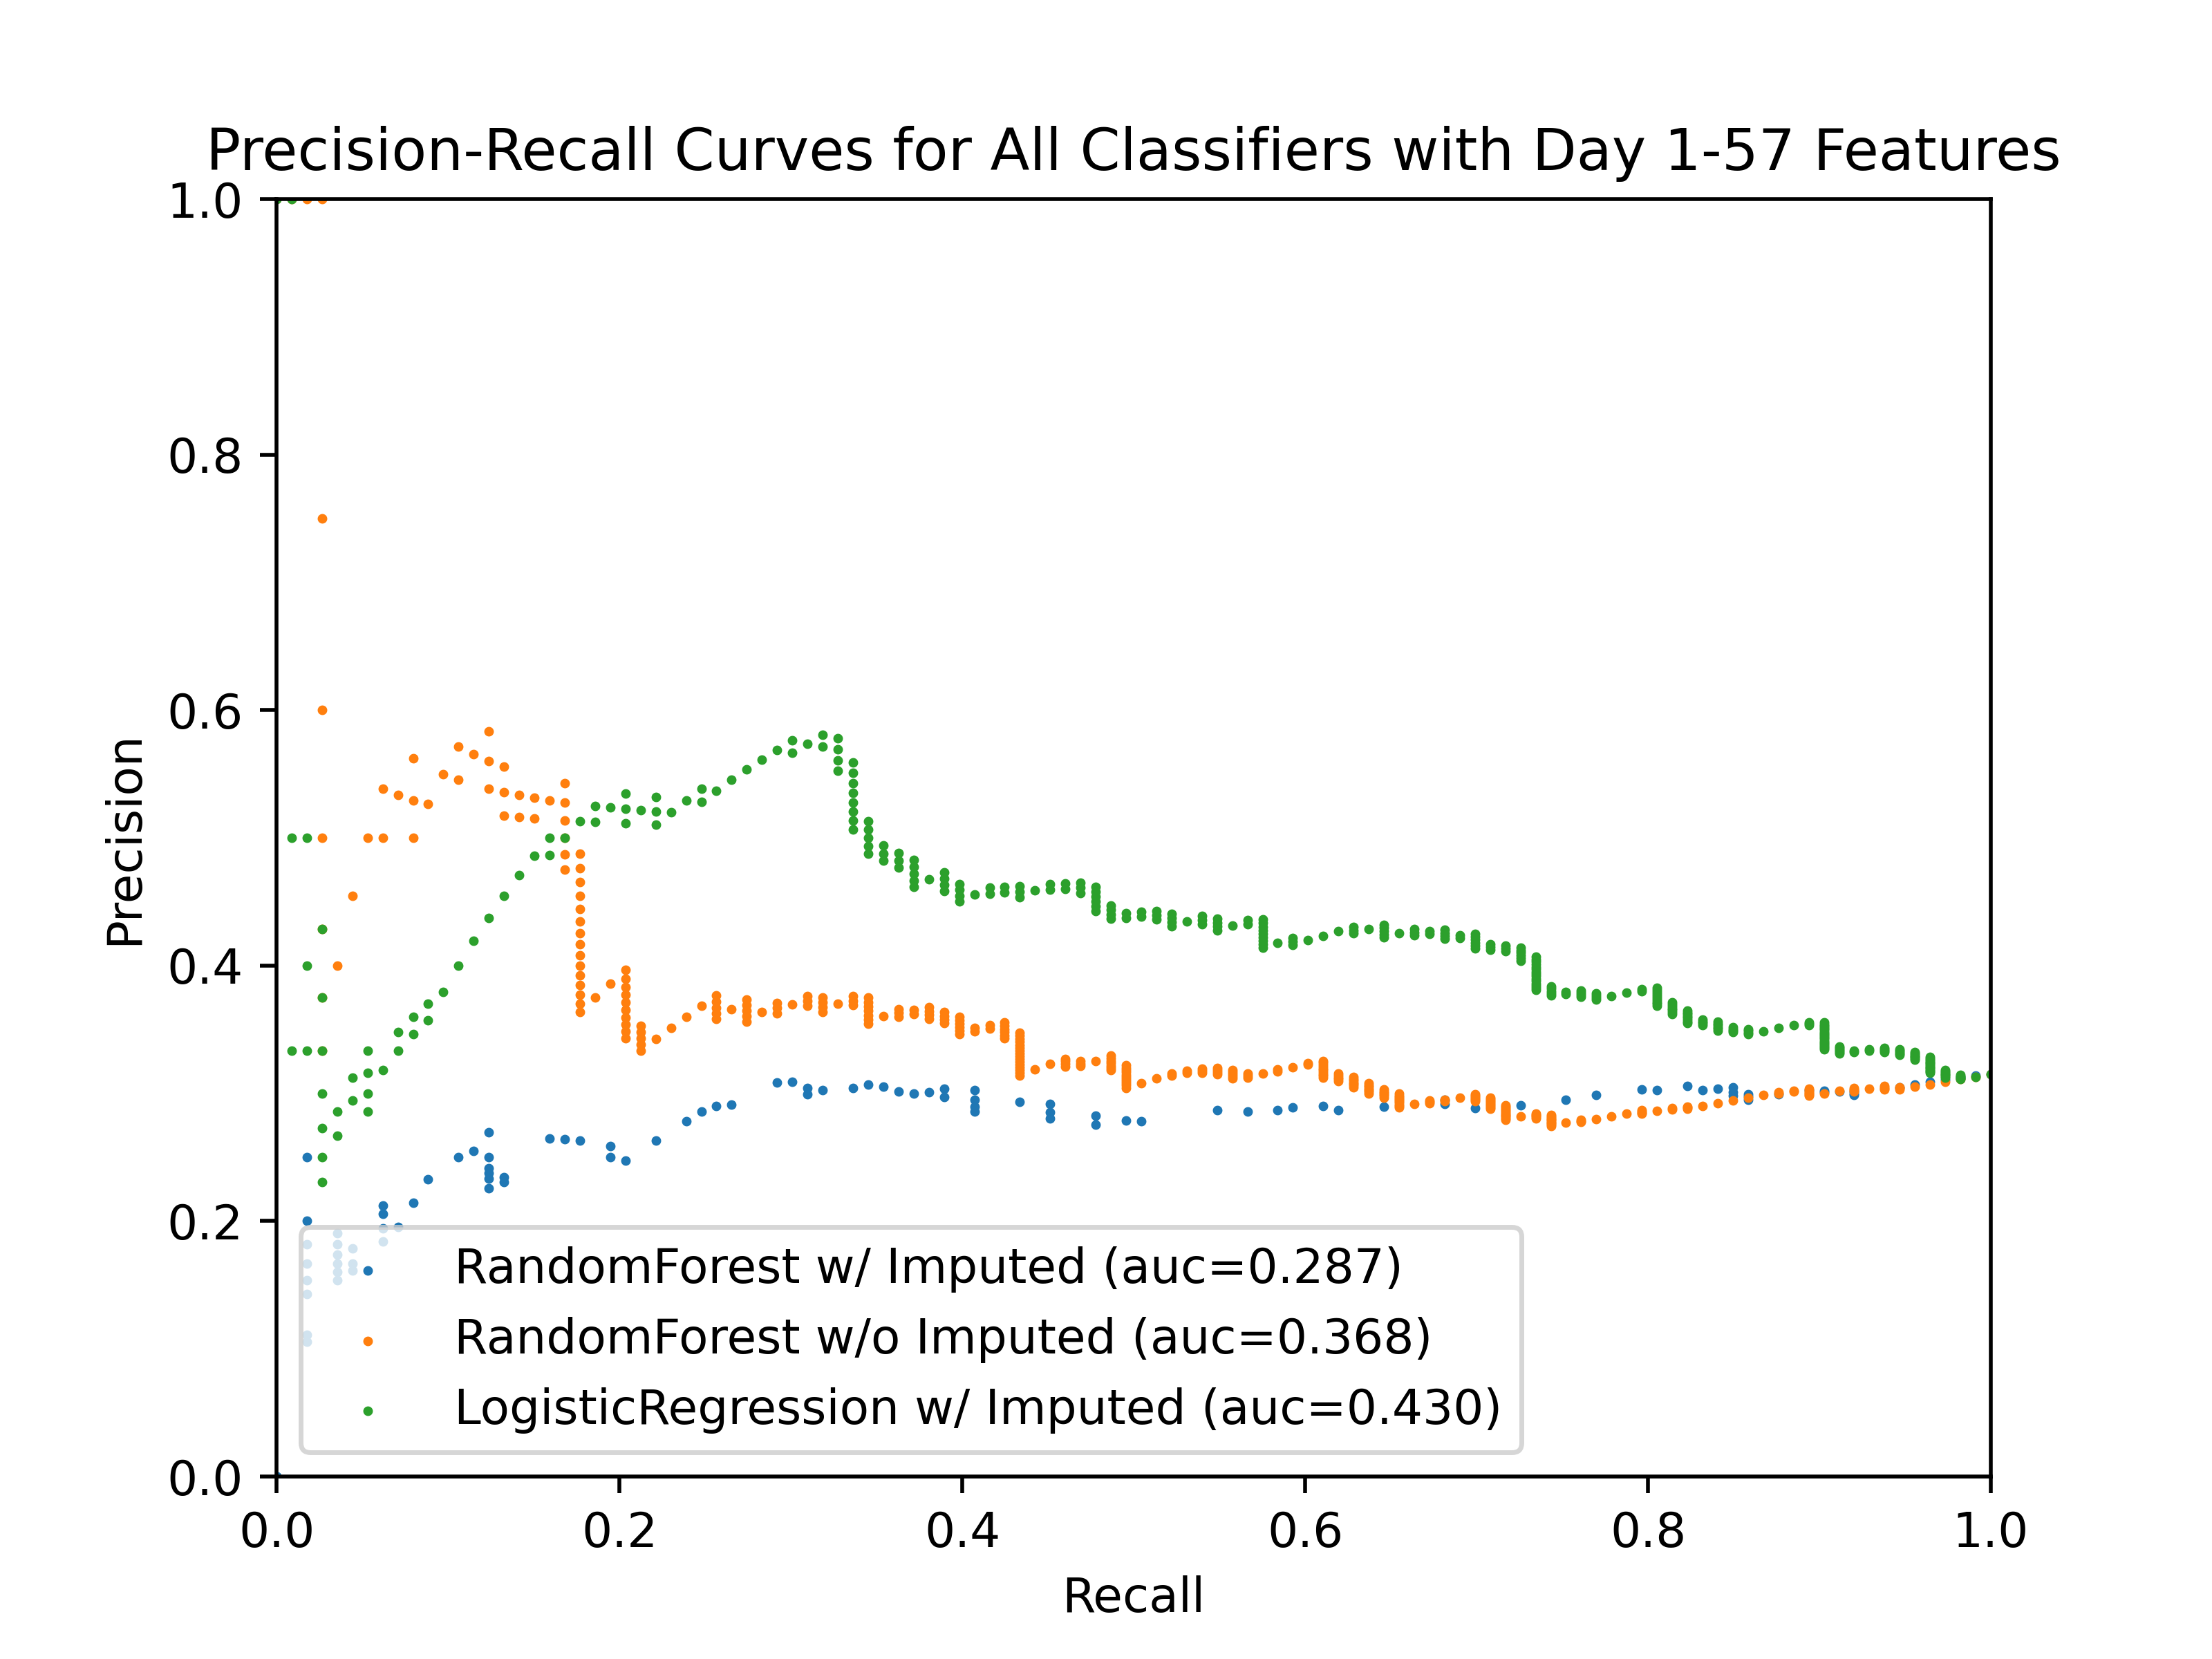 Precision-Recall Curves for All Classifiers with Day 1-57 Features
1.0
0.8
0.6
0.4
0.2
0.0
Precision
RandomForest w/ Imputed (auc=0.287)
RandomForest w/o Imputed (auc=0.368)
LogisticRegression w/ Imputed (auc=0.430)
0.0 0.2 0.4 0.6 0.8 1.0
Recall